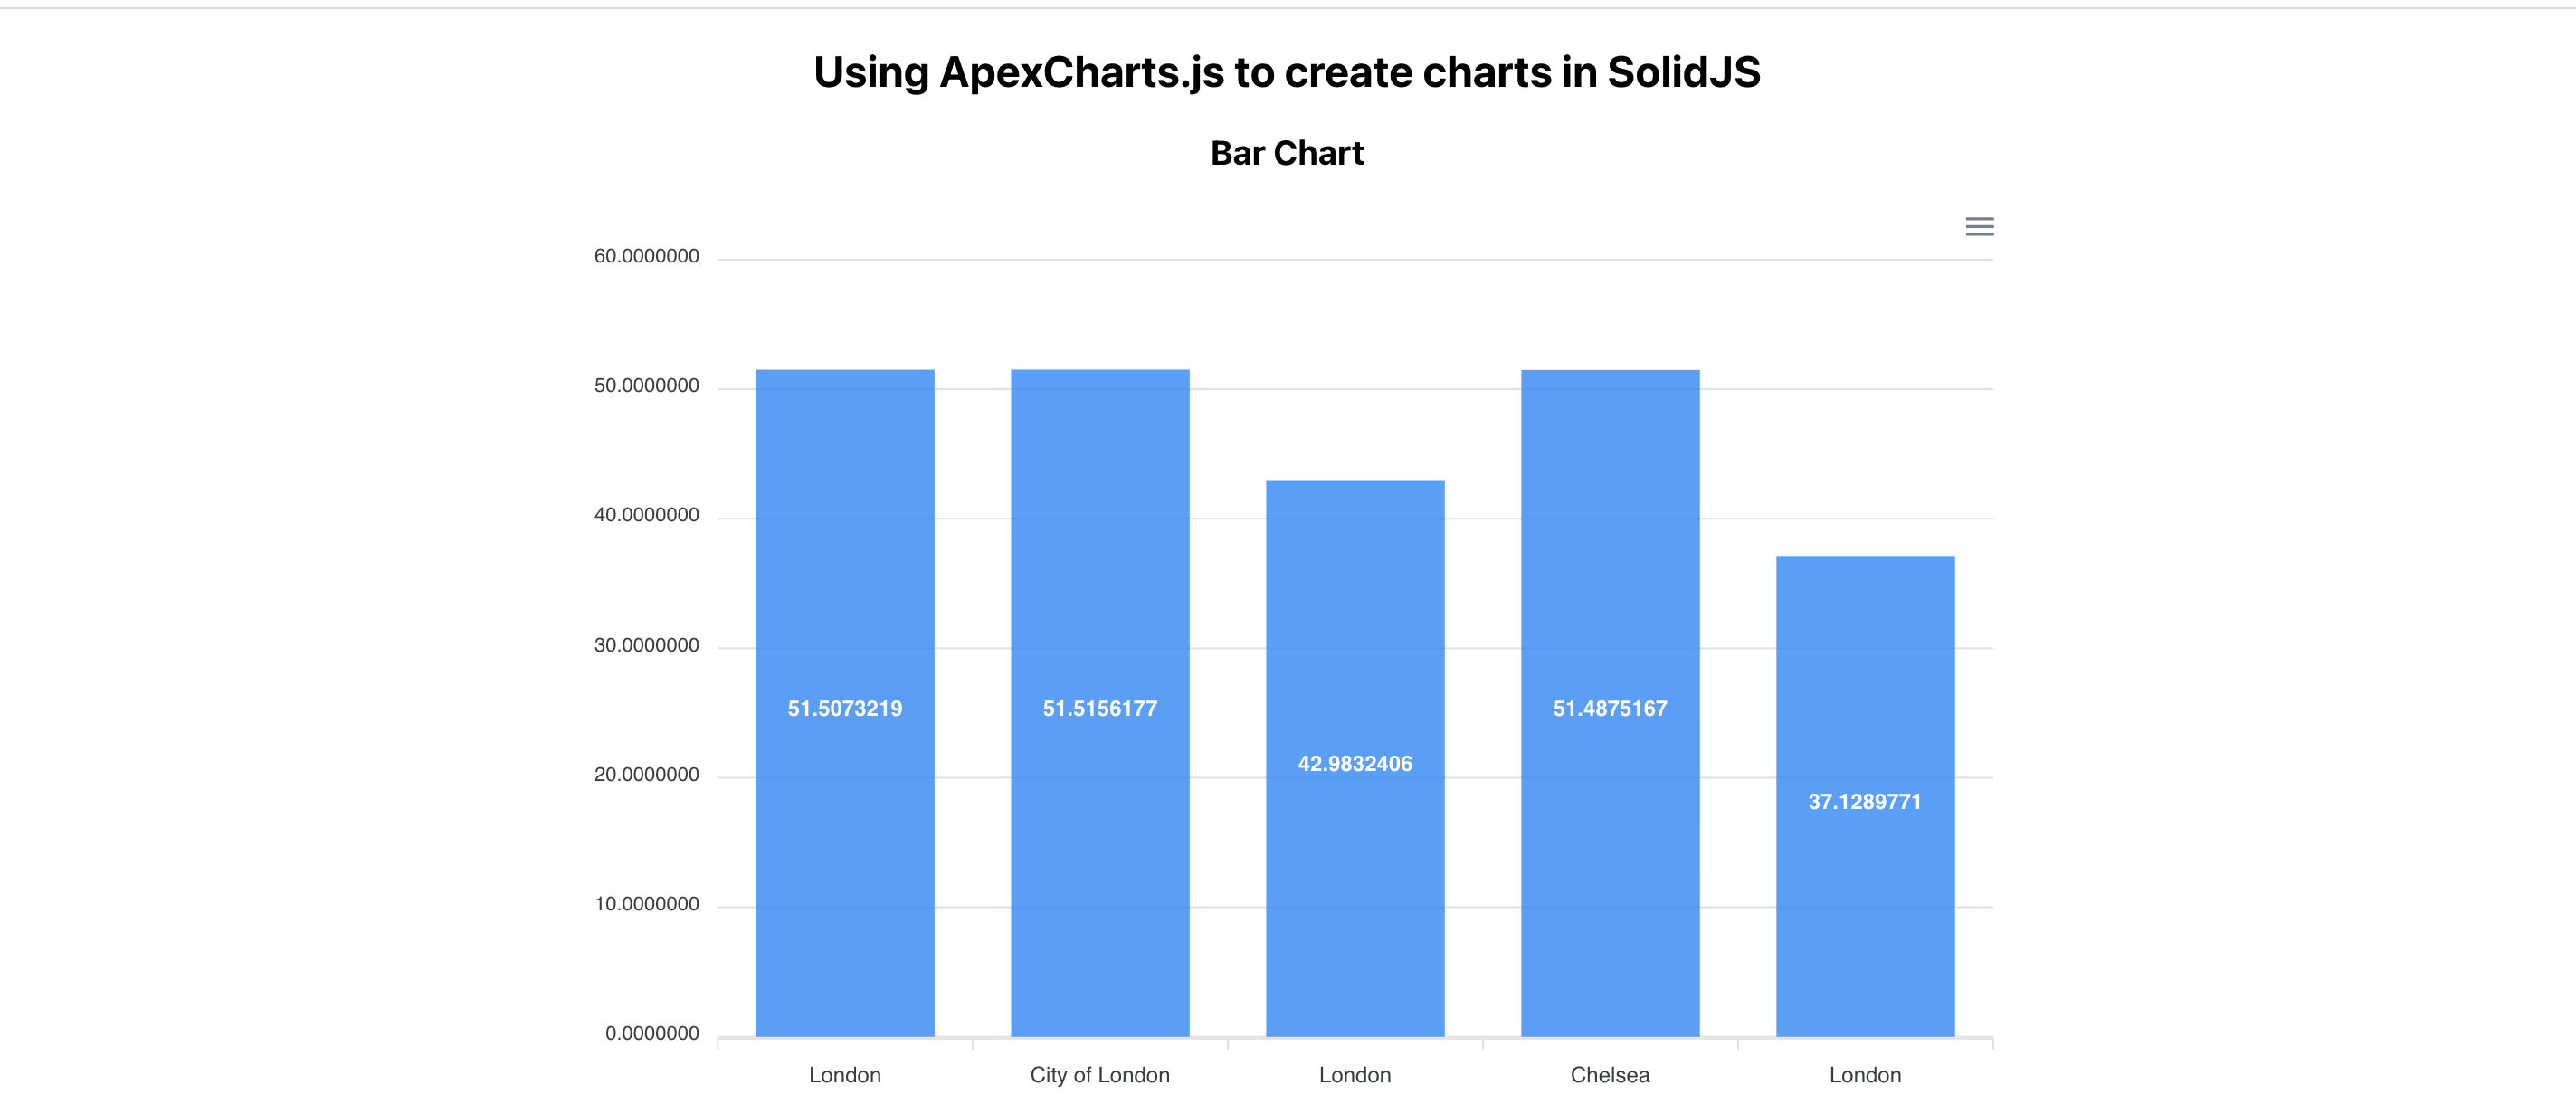 Using ApexCharts.js to create charts in SolidJS
Bar Chart
60.0000000
50.0000000
40.0000000
30.0000000
20.0000000
10.0000000
0.0000000
51.5073219
51.5156177
42.9832406
51.4875167
37.1289771
London
City of London
London
Chelsea
London